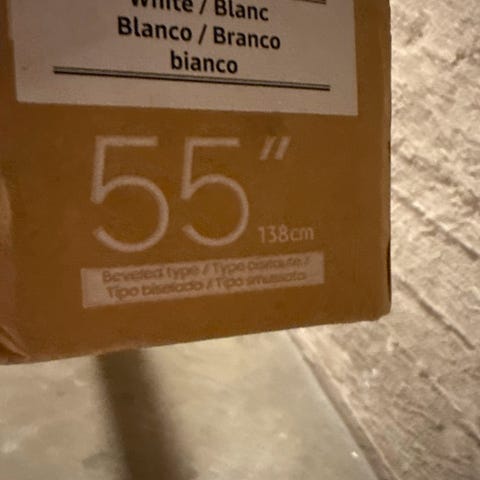 White / Blanc
Blanco / Branco
bianco
55"
138cm
Beveled type / Type biseauté /
Tipo biselado / Tipo smussato